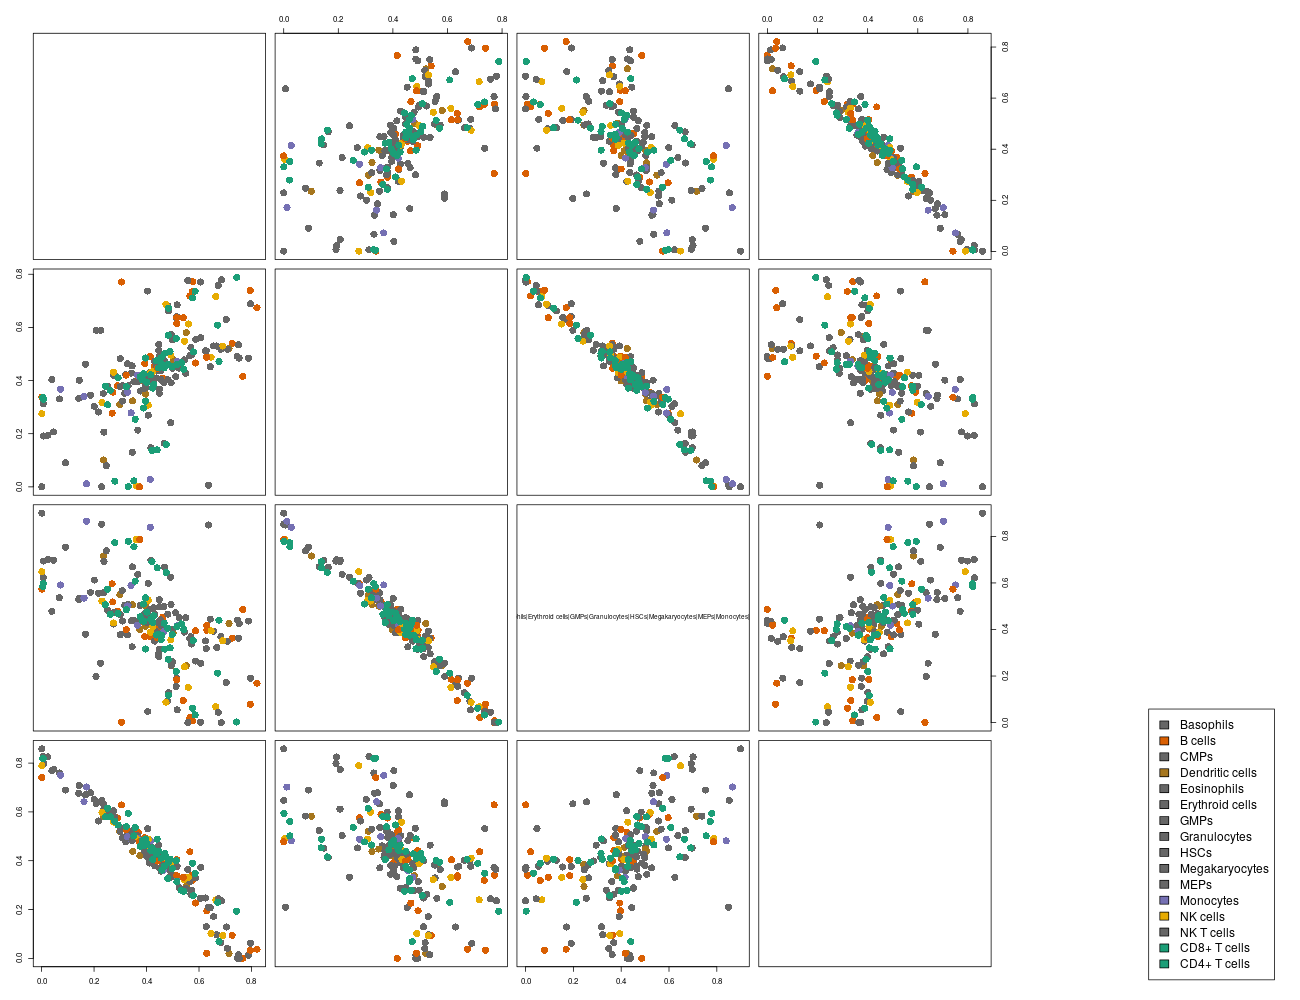 0.0 0.2 0.4 0.6 0.8 0.0 0.2 0.4 0.6 0.8
0.0 0.2 0.4 0.6 0.8
0.0 0.2 0.4 0.6 0.8
Erythroid cells|GMPs|Granulocytes|HSCs|Megakaryocytes|MEPs|Monocytes|
0.0 0.2 0.4 0.6 0.8
0.0 0.2 0.4 0.6 0.8
0.0 0.2 0.4 0.6 0.8 0.0 0.2 0.4 0.6 0.8
Basophils
B cells
CMPs
Dendritic cells
Eosinophils
Erythroid cells
GMPs
Granulocytes
HSCs
Megakaryocytes
MEPs
Monocytes
NK cells
NK T cells
CD8+ T cells
CD4+ T cells